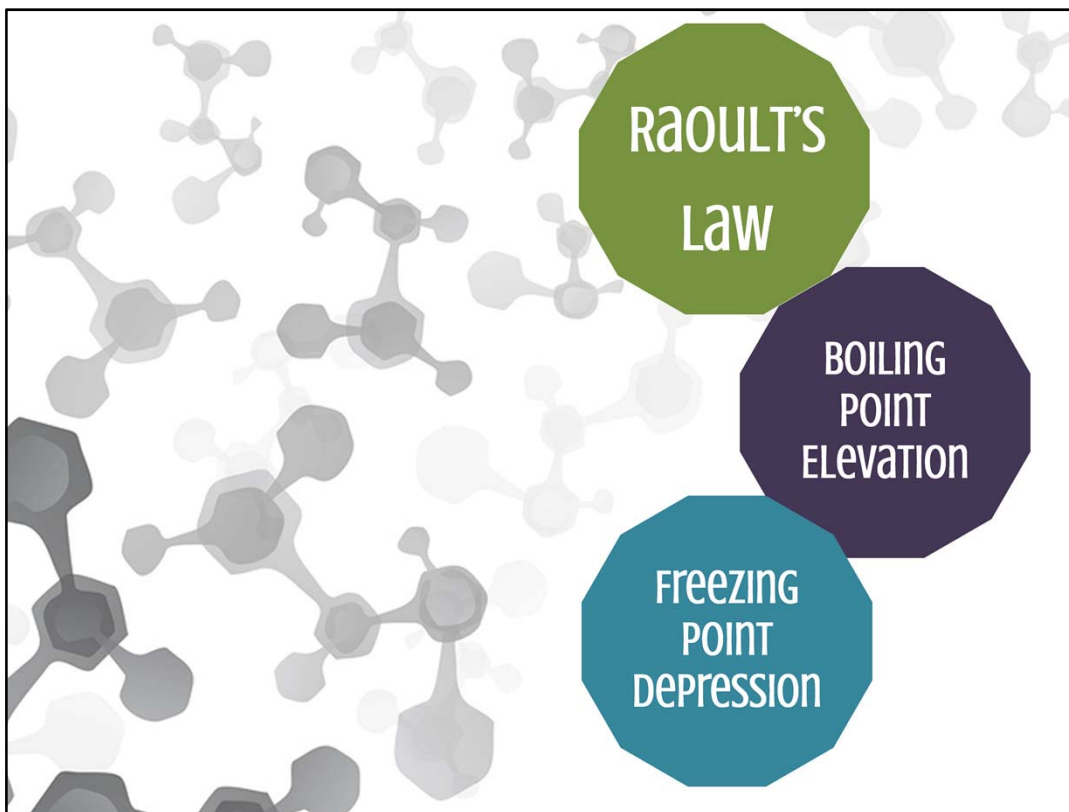 Raoult's
Law
Boiling
Point
Elevation
Freezing
Point
Depression